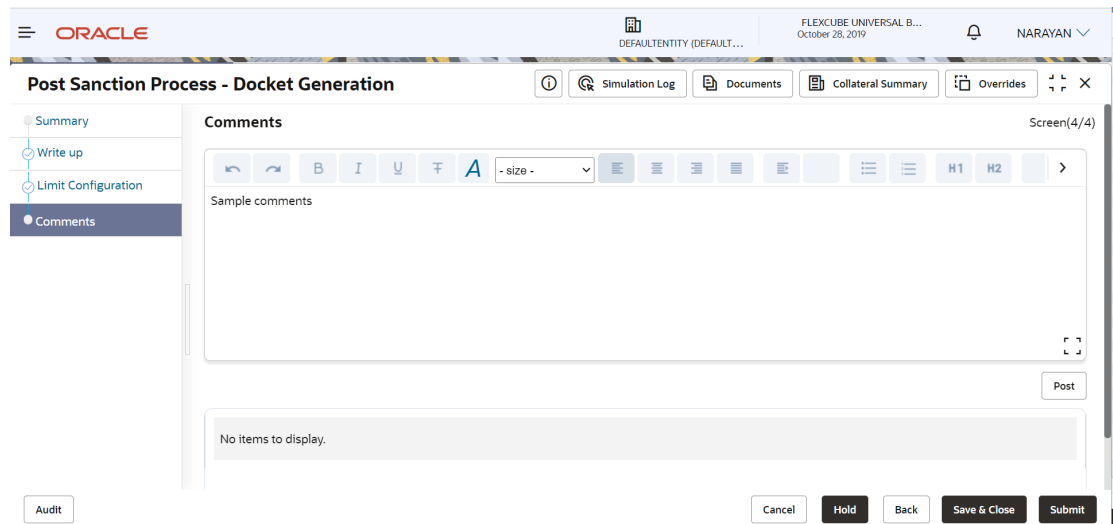 ORACLE
DEFAULTENTITY (DEFAULT...
FLEXCUBE UNIVERSAL B...
October 28, 2019
NARAYAN
Post Sanction Process - Docket Generation
Simulation Log
Documents
Collateral Summary
Overrides
Summary
Write up
Limit Configuration
Comments
Comments
Screen(4/4)
B I U T A - size - H1 H2
Sample comments
Post
No items to display.
Audit
Cancel
Hold
Back
Save & Close
Submit